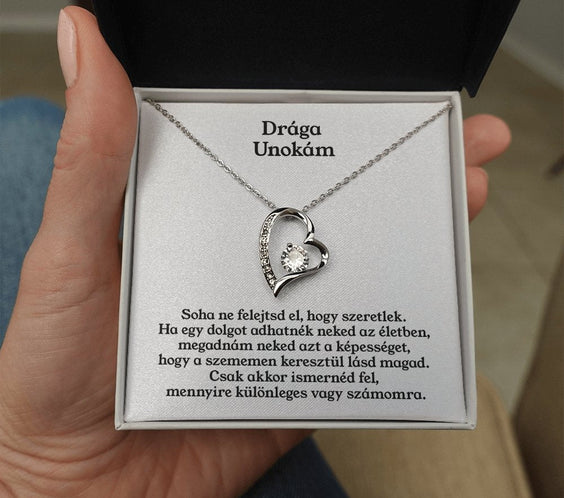 Drága
Unokám
Soha ne felejtsd el, hogy szeretlek.
Ha egy dolgot adhatnék neked az életben,
megadnám neked azt a képességet,
hogy a szememen keresztül lásd magad.
Csak akkor ismernéd fel,
mennyire különleges vagy számomra.